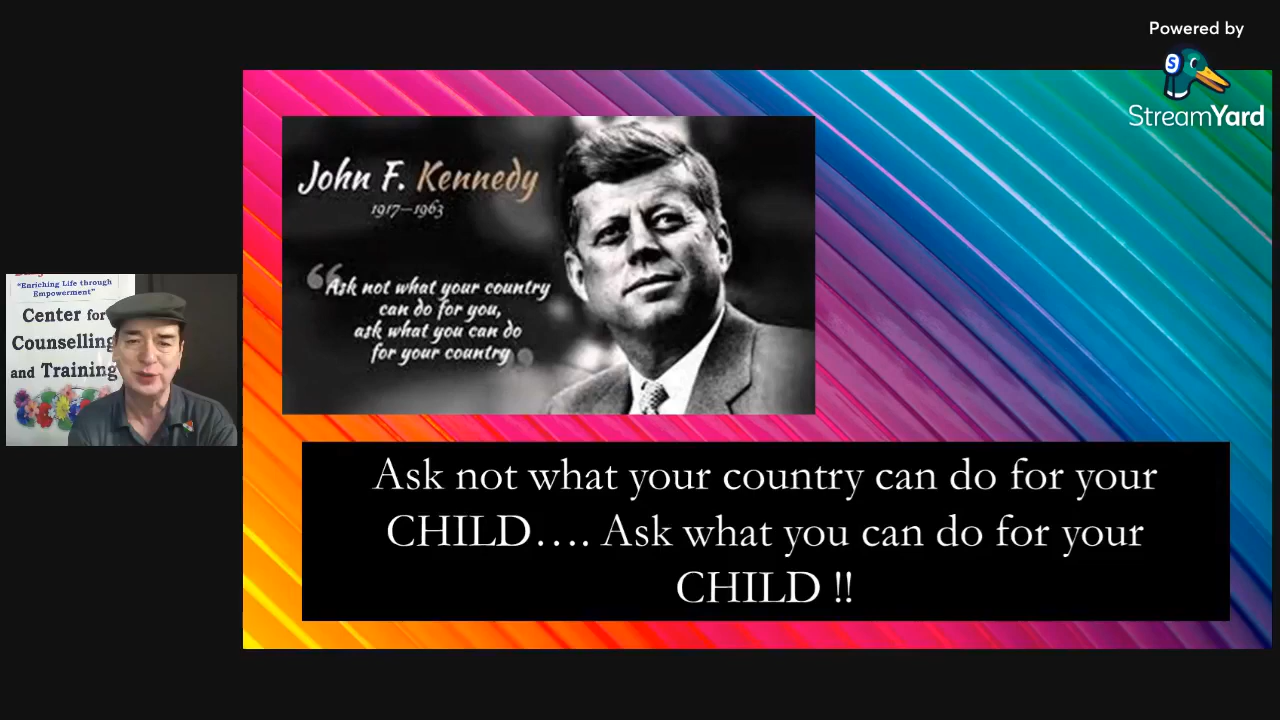 Powered by
StreamYard
John F. Kennedy
1917—1963
“Ask not what your country
can do for you,
ask what you can do
for your country
"Enriching Life through
Empowerment"
Center for
Counselling
and Training
Ask not what your country can do for your
CHILD…. Ask what you can do for your
CHILD !!